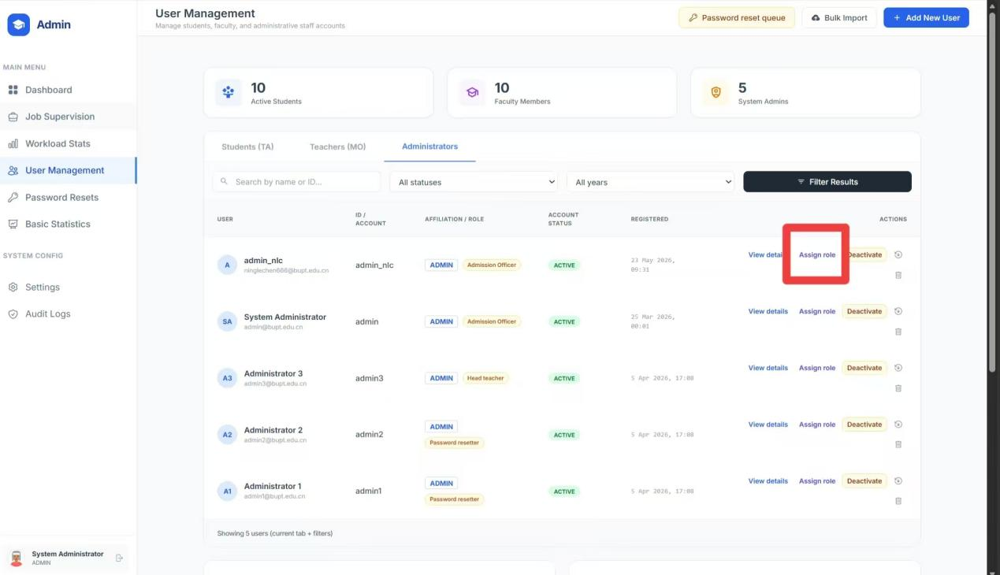 Admin
MAIN MENU
Dashboard
Job Supervision
Workload Stats
User Management
Password Resets
Basic Statistics
SYSTEM CONFIG
Settings
Audit Logs
System Administrator
ADMIN
User Management
Manage students, faculty, and administrative staff accounts
Password reset queue
Bulk Import
+ Add New User
10
Active Students
10
Faculty Members
5
System Admins
Students (TA) Teachers (MO) Administrators
Search by name or ID... All statuses All years Filter Results
USER ID / ACCOUNT AFFILIATION / ROLE ACCOUNT STATUS REGISTERED ACTIONS
A admin_nlc admin_nlc ADMIN Admission Officer ACTIVE 23 May 2026, 09:31 View detai Assign role Deactivate
ninglechen666@bupt.edu.cn
SA System Administrator admin ADMIN Admission Officer ACTIVE 25 Mar 2026, 00:01 View details Assign role Deactivate
admin@bupt.edu.cn
A3 Administrator 3 admin3 ADMIN Head teacher ACTIVE 5 Apr 2026, 17:08 View details Assign role Deactivate
admin3@bupt.edu.cn
A2 Administrator 2 admin2 ADMIN Password resetter ACTIVE 5 Apr 2026, 17:08 View details Assign role Deactivate
admin2@bupt.edu.cn
A1 Administrator 1 admin1 ADMIN Password resetter ACTIVE 5 Apr 2026, 17:08 View details Assign role Deactivate
admin1@bupt.edu.cn
Showing 5 users (current tab + filters)